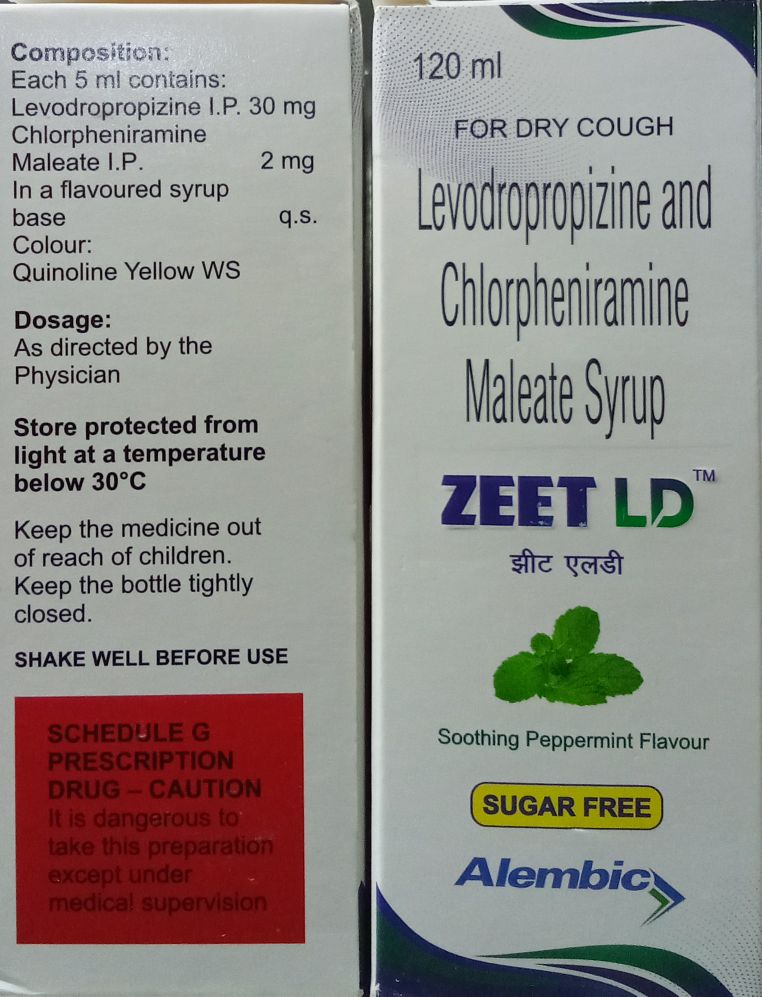 Composition:
Each 5 ml contains:
Levodropropizine I.P. 30 mg
Chlorpheniramine
Maleate I.P. 2 mg
In a flavoured syrup
base q.s.
Colour:
Quinoline Yellow WS
Dosage:
As directed by the
Physician
Store protected from
light at a temperature
below 30°C
Keep the medicine out
of reach of children.
Keep the bottle tightly
closed.
SHAKE WELL BEFORE USE
SCHEDULE G
PRESCRIPTION
DRUG – CAUTION
It is dangerous to
take this preparation
except under
medical supervision
120 ml
FOR DRY COUGH
Levodropropizine and
Chlorpheniramine
Maleate Syrup
ZEET LD™
झीट एलडी
Soothing Peppermint Flavour
SUGAR FREE
Alembic